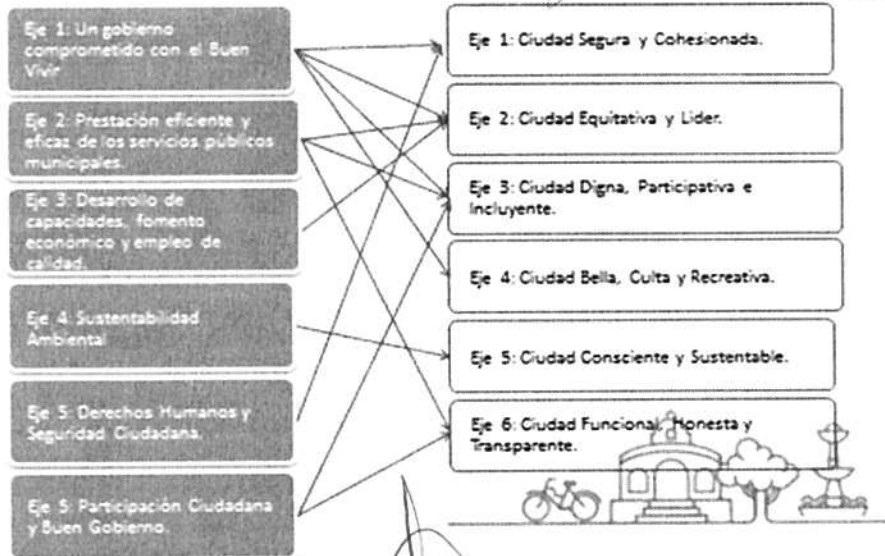 Eje 1: Un gobierno
comprometido con el Buen
Vivir
Eje 2: Prestación eficiente y
eficaz de los servicios públicos
municipales.
Eje 3: Desarrollo de
capacidades, fomento
económico y empleo de
calidad.
Eje 4 Sustentabilidad
Ambiental
Eje 5: Derechos Humanos y
Seguridad Ciudadana.
Eje 5: Participación Ciudadana
y Buen Gobierno.
Eje 1: Ciudad Segura y Cohesionada.
Eje 2: Ciudad Equitativa y Lider.
Eje 3: Ciudad Digna, Participativa e
Incluyente.
Eje 4: Ciudad Bella, Culta y Recreativa.
Eje 5: Ciudad Consciente y Sustentable.
Eje 6: Ciudad Funcional, Honesta y
Transparente.